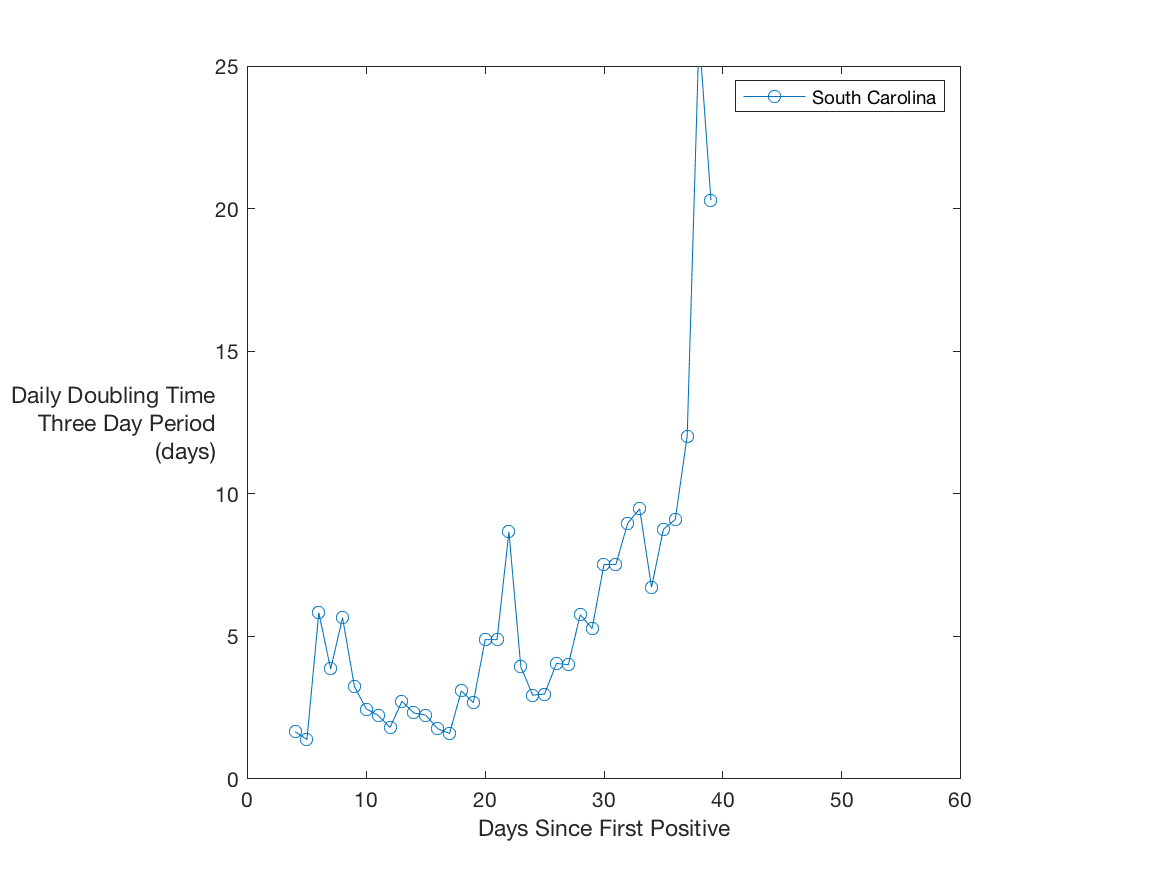 25
South Carolina
20
15
Daily Doubling Time
Three Day Period
(days)
10
5
0
0 10 20 30 40 50 60
Days Since First Positive